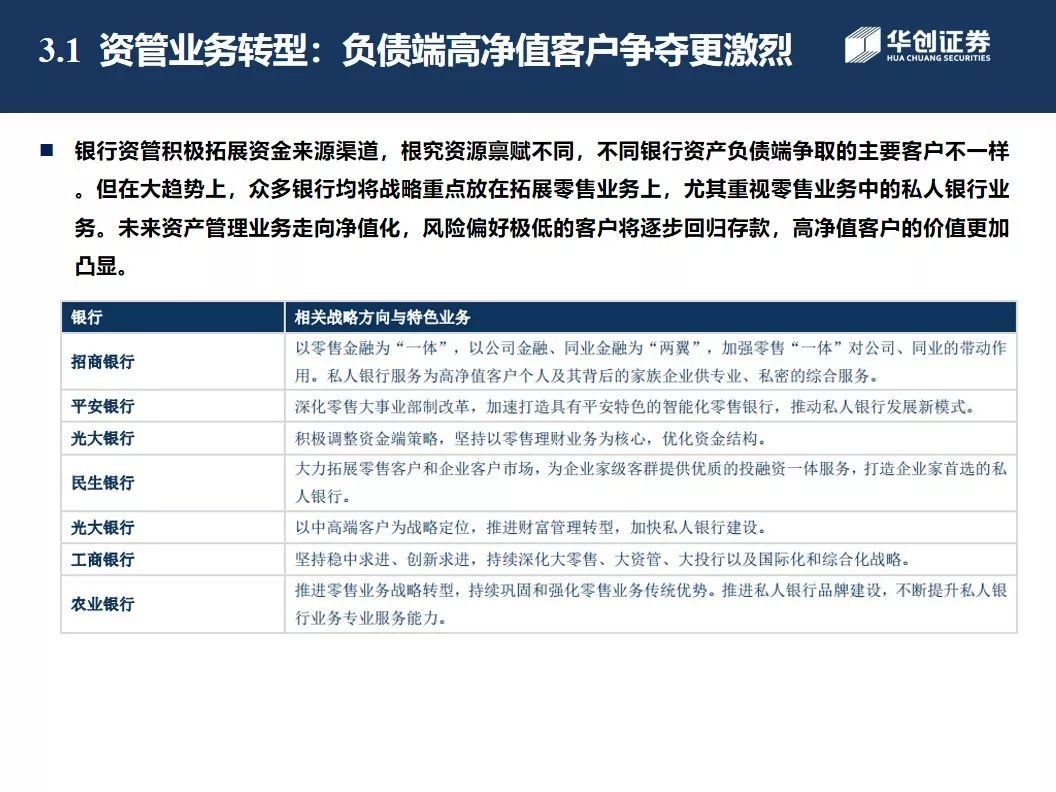 3.1 资管业务转型：负债端高净值客户争夺更激烈
华创证券
HUA CHUANG SECURITIES
■ 银行资管积极拓展资金来源渠道，根究资源禀赋不同，不同银行资产负债端争取的主要客户不一样
。但在大趋势上，众多银行均将战略重点放在拓展零售业务上，尤其重视零售业务中的私人银行业
务。未来资产管理业务走向净值化，风险偏好极低的客户将逐步回归存款，高净值客户的价值更加
凸显。
银行 相关战略方向与特色业务
招商银行
以零售金融为“一体”，以公司金融、同业金融为“两翼”，加强零售“一体”对公司、同业的带动作
用。私人银行服务为高净值客户个人及其背后的家族企业供专业、私密的综合服务。
平安银行 深化零售大事业部制改革，加速打造具有平安特色的智能化零售银行，推动私人银行发展新模式。
光大银行 积极调整资金端策略，坚持以零售理财业务为核心，优化资金结构。
民生银行
大力拓展零售客户和企业客户市场，为企业家级客群提供优质的投融资一体服务，打造企业家首选的私
人银行。
光大银行 以中高端客户为战略定位，推进财富管理转型，加快私人银行建设。
工商银行 坚持稳中求进、创新求进，持续深化大零售、大资管、大投行以及国际化和综合化战略。
农业银行
推进零售业务战略转型，持续巩固和强化零售业务传统优势。推进私人银行品牌建设，不断提升私人银
行业务专业服务能力。